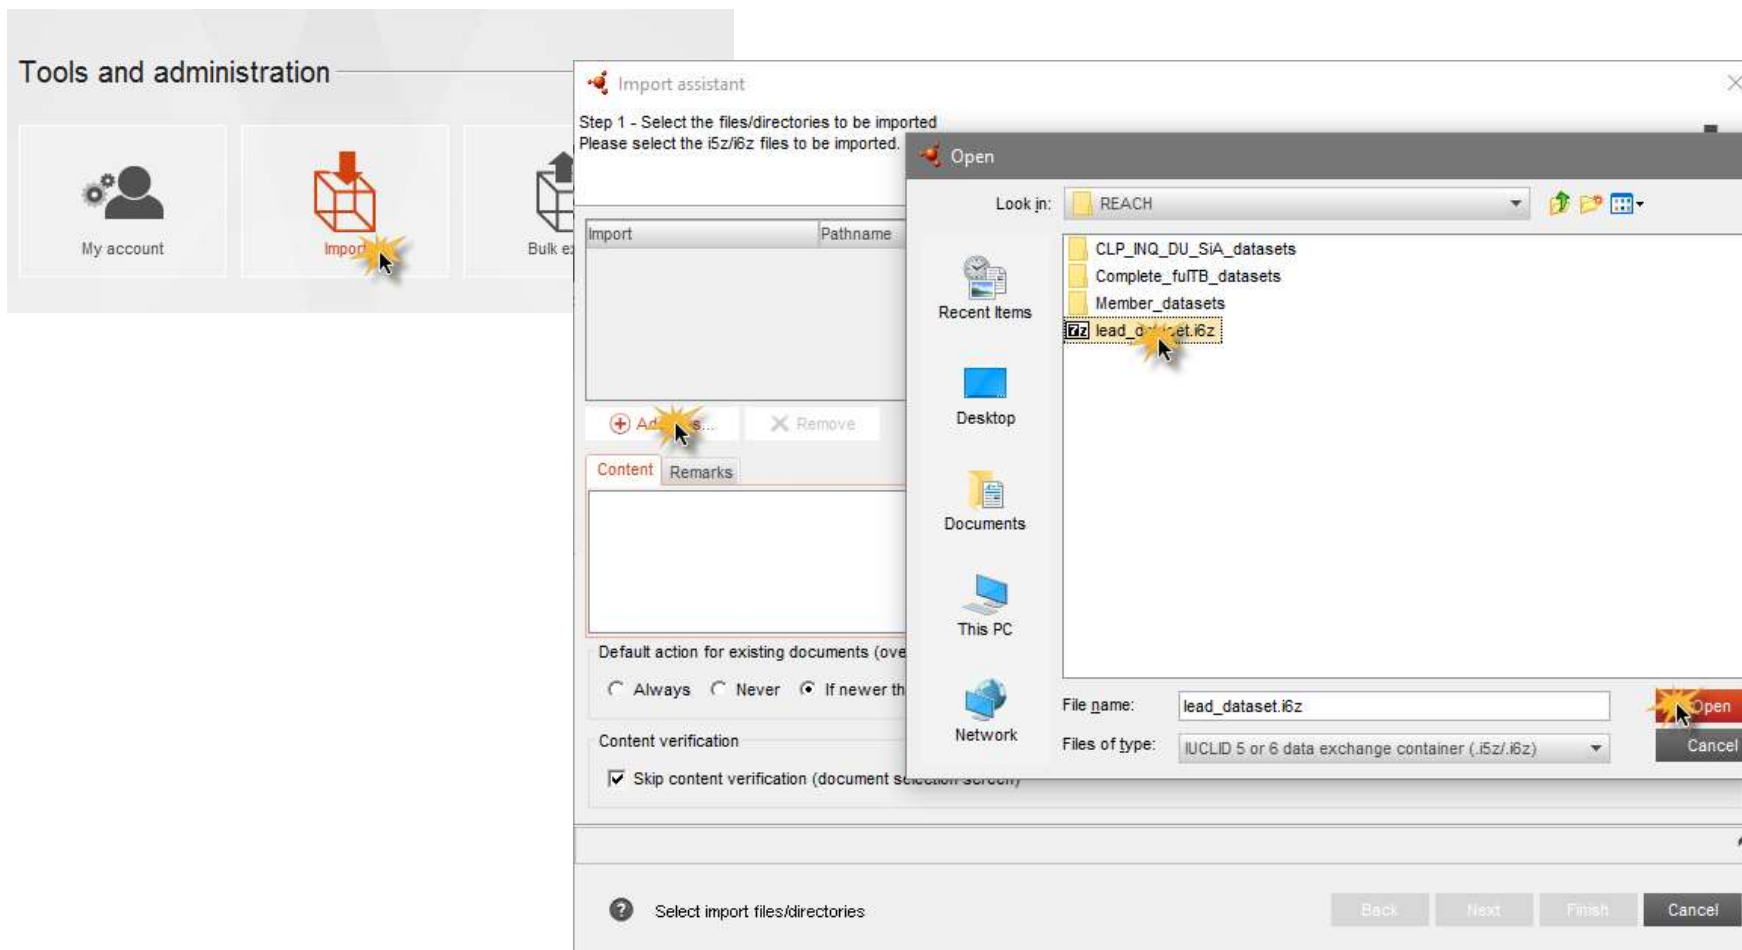 Tools and administration
My account
Import
Bulk e
Import assistant
Step 1 - Select the files/directories to be imported
Please select the i5z/i6z files to be imported.
Import
Pathname
Remove
Content
Remarks
Default action for existing documents (ove
Always
Never
If newer th
Content verification
Skip content verification (document selection screen)
Select import files/directories
Back
Next
Finish
Cancel
Open
Look in:
REACH
Recent Items
Desktop
Documents
This PC
Network
CLP_INQ_DU_SiA_datasets
Complete_fulTB_datasets
Member_datasets
File name:
lead_dataset.i6z
Open
Files of type:
IUCLID 5 or 6 data exchange container (.i5z/.i6z)
Cancel